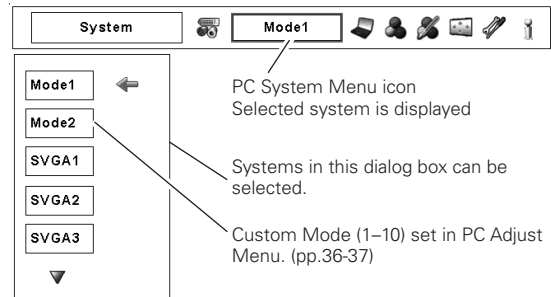 System
Mode1
Mode1
Mode2
SVGA1
SVGA2
SVGA3
PC System Menu icon
Selected system is displayed
Systems in this dialog box can be
selected.
Custom Mode (1–10) set in PC Adjust
Menu. (pp.36-37)